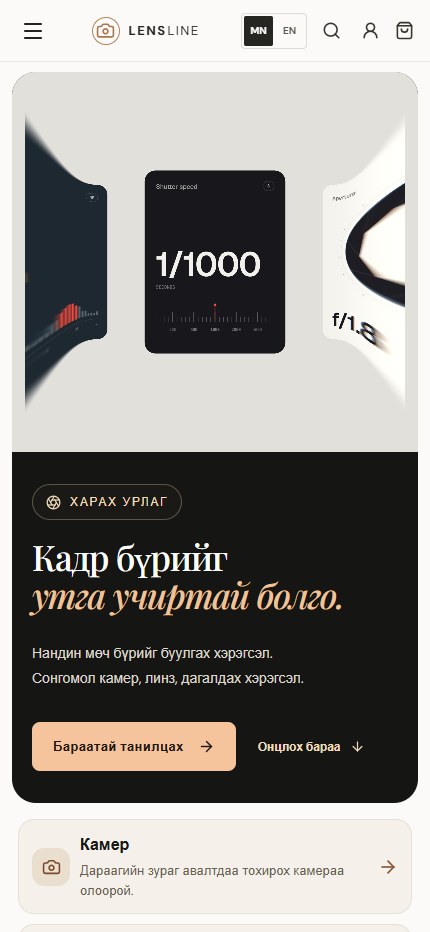 LENSLINE
MN EN
Shutter speed
1/1000
SECONDS
Aperture
f/1.8
ХАРАХ УРЛАГ
Кадр бүрийг
утга учиртай болго.
Нандин мөч бүрийг буулгах хэрэгсэл.
Сонгомол камер, линз, дагалдах хэрэгсэл.
Бараатай танилцах
Онцлох бараа
Камер
Дараагийн зураг авалтдаа тохирох камераа
олоорой.